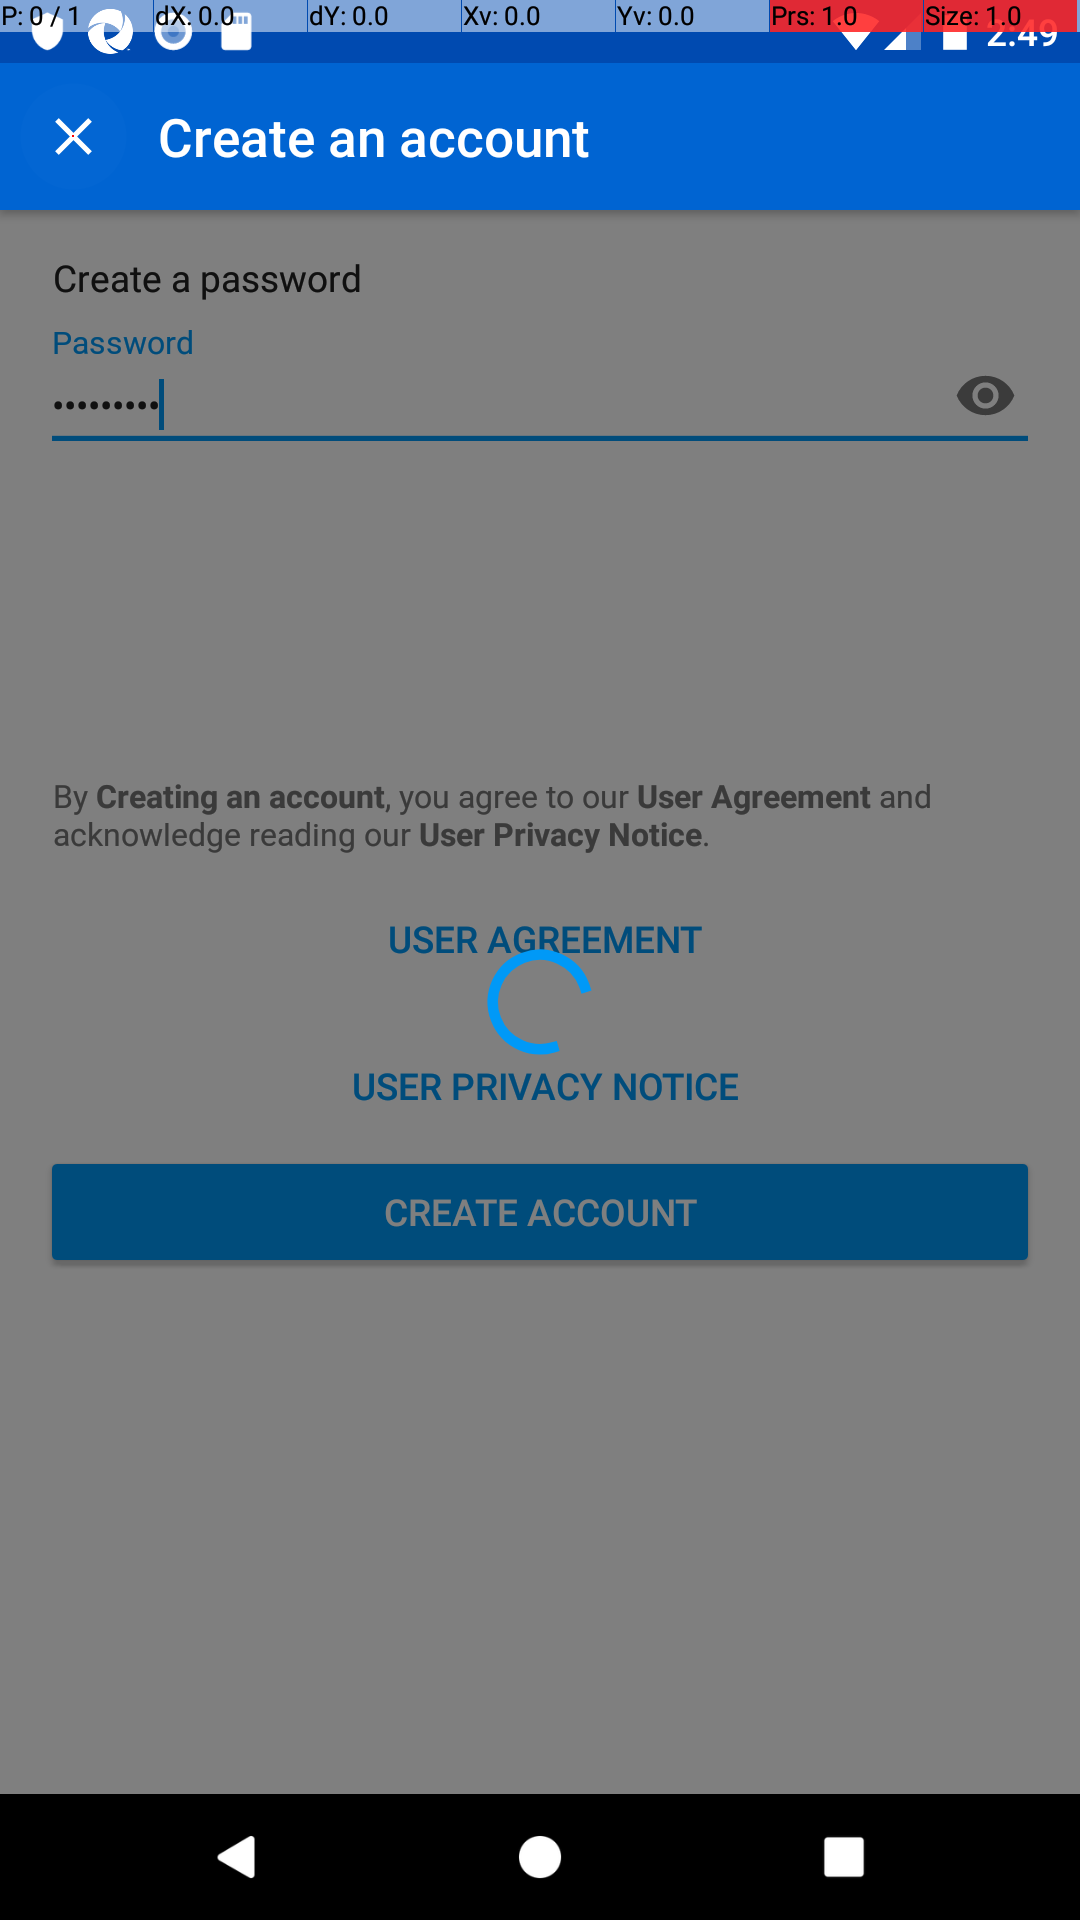 P: 0 / 1 dX: 0.0 dY: 0.0 Xv: 0.0 Yv: 0.0 Prs: 1.0 Size: 1.0
2:49
Create an account
Create a password
Password
•••••••••
By Creating an account, you agree to our User Agreement and
acknowledge reading our User Privacy Notice.
USER AGREEMENT
USER PRIVACY NOTICE
CREATE ACCOUNT